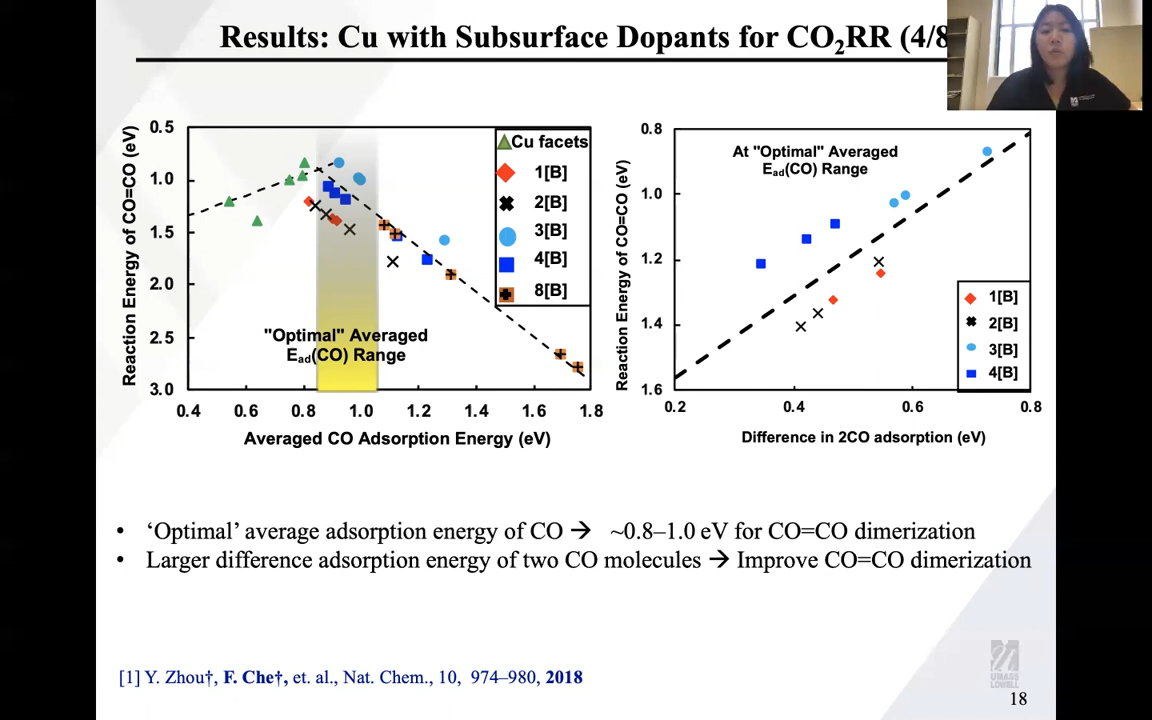 Results: Cu with Subsurface Dopants for CO₂RR (4/8
Reaction Energy of CO=CO (eV)
0.5
1.0
1.5
2.0
2.5
3.0
Cu facets
1[B]
2[B]
3[B]
4[B]
8[B]
"Optimal" Averaged
Ead(CO) Range
0.4 0.6 0.8 1.0 1.2 1.4 1.6 1.8
Averaged CO Adsorption Energy (eV)
Reaction Energy of CO=CO (eV)
0.8
1.0
1.2
1.4
1.6
At "Optimal" Averaged
Ead(CO) Range
1[B]
2[B]
3[B]
4[B]
0.2 0.4 0.6 0.8
Difference in 2CO adsorption (eV)
• ‘Optimal’ average adsorption energy of CO → ~0.8–1.0 eV for CO=CO dimerization
• Larger difference adsorption energy of two CO molecules → Improve CO=CO dimerization
[1] Y. Zhou†, F. Che†, et. al., Nat. Chem., 10, 974–980, 2018
UMASS
LOWELL
18